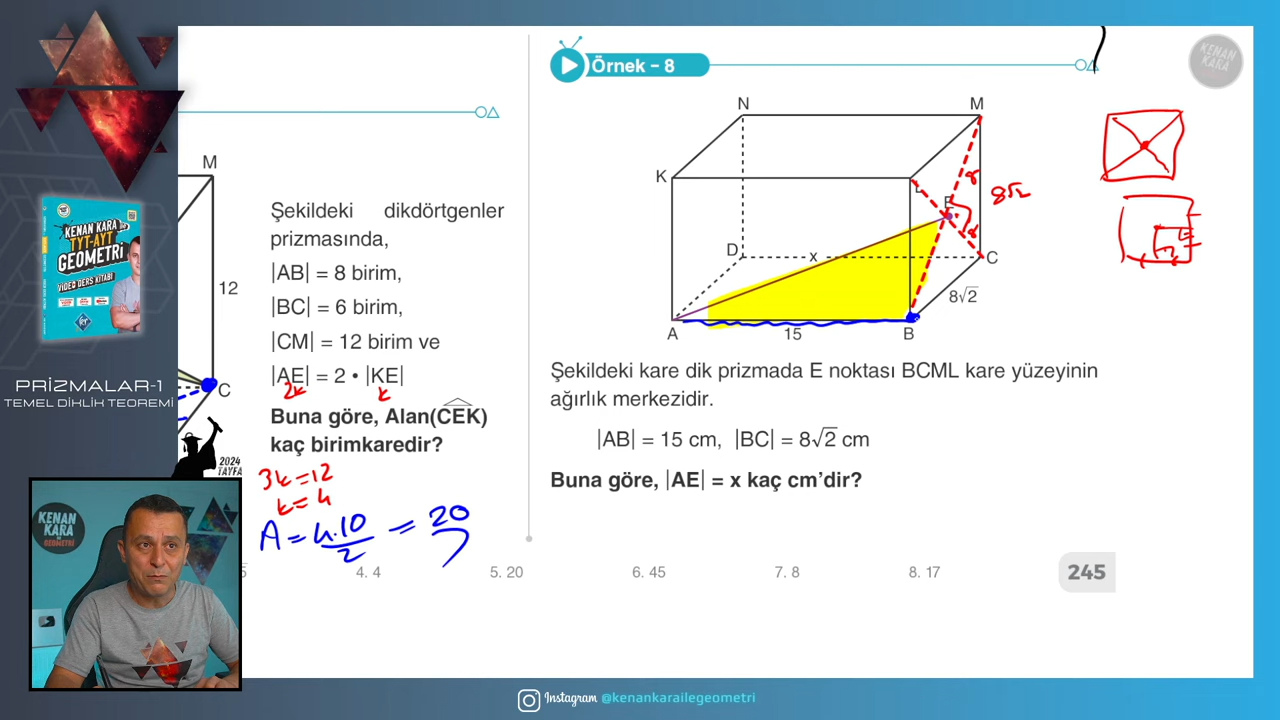 KENAN KARA
TYT-AYT
GEOMETRİ
VİDEO DERS KİTABI
PRİZMALAR-1
TEMEL DİKLİK TEOREMİ
2024
TAYFA
KENAN
KARA
GEOMETRİ
M
12
C
Şekildeki dikdörtgenler
prizmasında,
|AB| = 8 birim,
|BC| = 6 birim,
|CM| = 12 birim ve
|AE| = 2 • |KE|
2k k
Buna göre, Alan(CEK)
kaç birimkaredir?
3k=12
k=4
A=4.10/2=20
Örnek – 8
KENAN
KARA
N
M
K
L
E
8
8√2
8
D
x
C
8√2
A
15
B
Şekildeki kare dik prizmada E noktası BCML kare yüzeyinin
ağırlık merkezidir.
|AB| = 15 cm, |BC| = 8√2 cm
Buna göre, |AE| = x kaç cm'dir?
4. 4 5. 20 6. 45 7. 8 8. 17
245
Instagram @kenankarailegeometri